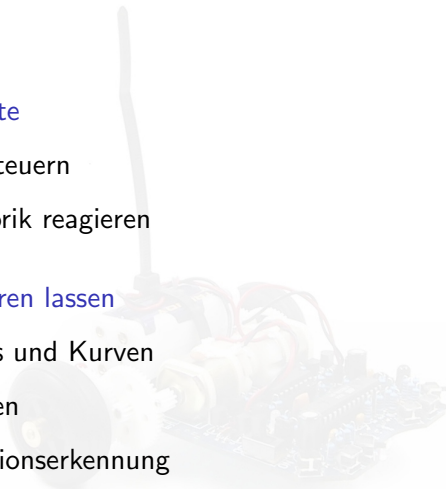 te
teuern
rik reagieren
ren lassen
s und Kurven
en
ionserkennung